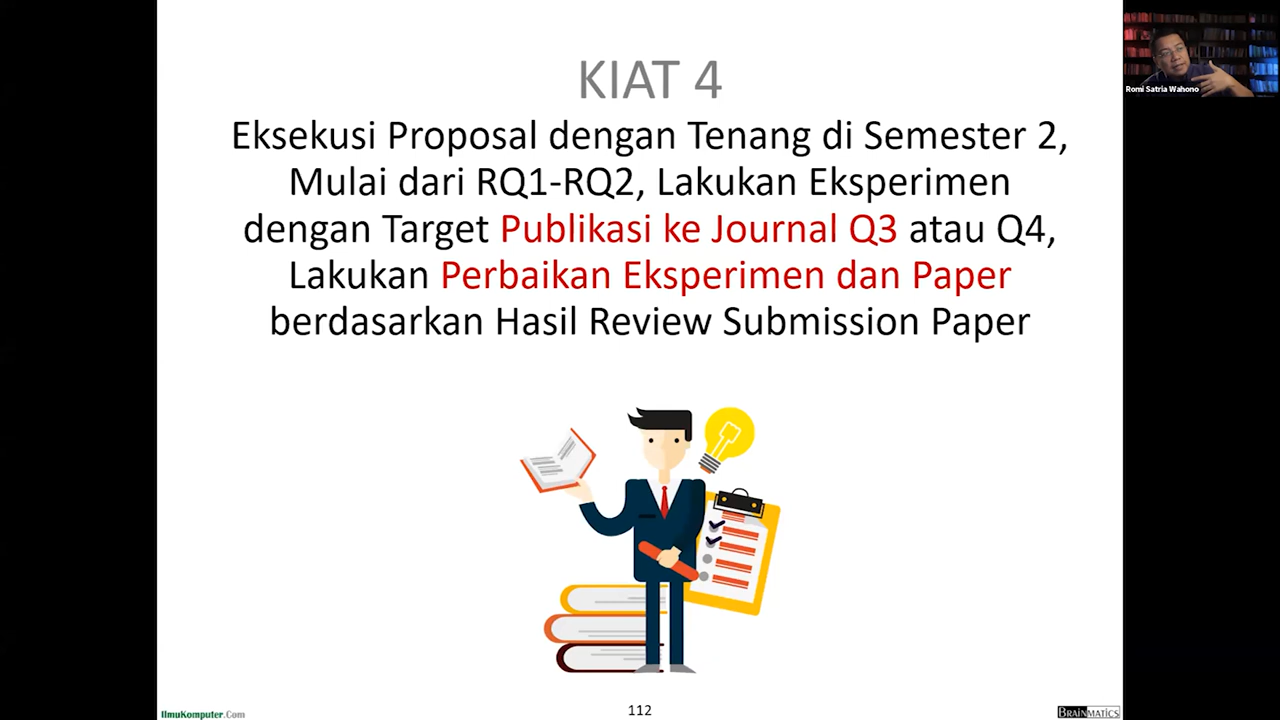 KIAT 4
Eksekusi Proposal dengan Tenang di Semester 2,
Mulai dari RQ1-RQ2, Lakukan Eksperimen
dengan Target Publikasi ke Journal Q3 atau Q4,
Lakukan Perbaikan Eksperimen dan Paper
berdasarkan Hasil Review Submission Paper
Romi Satria Wahono
IlmuKomputer.Com
112
BRAINMATICS